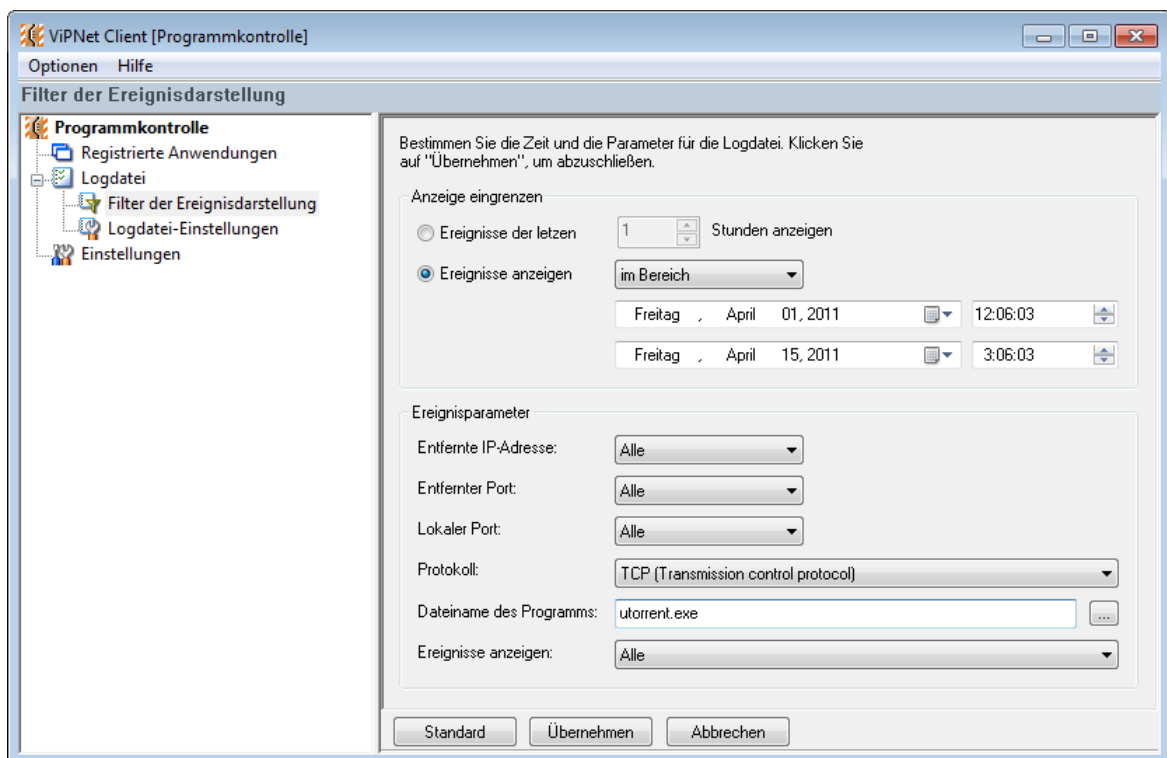 ViPNet Client [Programmkontrolle]
Optionen Hilfe
Filter der Ereignisdarstellung
Programmkontrolle
Registrierte Anwendungen
Logdatei
Filter der Ereignisdarstellung
Logdatei-Einstellungen
Einstellungen
Bestimmen Sie die Zeit und die Parameter für die Logdatei. Klicken Sie
auf "Übernehmen", um abzuschließen.
Anzeige eingrenzen
Ereignisse der letzen 1 Stunden anzeigen
Ereignisse anzeigen im Bereich
Freitag , April 01, 2011 12:06:03
Freitag , April 15, 2011 3:06:03
Ereignisparameter
Entfernte IP-Adresse: Alle
Entfernter Port: Alle
Lokaler Port: Alle
Protokoll: TCP (Transmission control protocol)
Dateiname des Programms: utorrent.exe ...
Ereignisse anzeigen: Alle
Standard Übernehmen Abbrechen